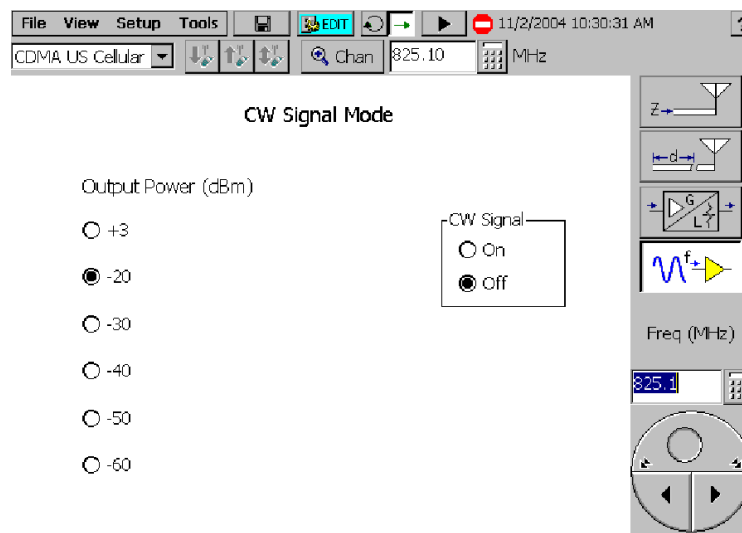 File View Setup Tools EDIT 11/2/2004 10:30:31 AM
CDMA US Cellular Chan 825.10 MHz
CW Signal Mode
Z
d
G
L
f
Output Power (dBm)
+3
-20
-30
-40
-50
-60
CW Signal
On
Off
Freq (MHz)
825.1